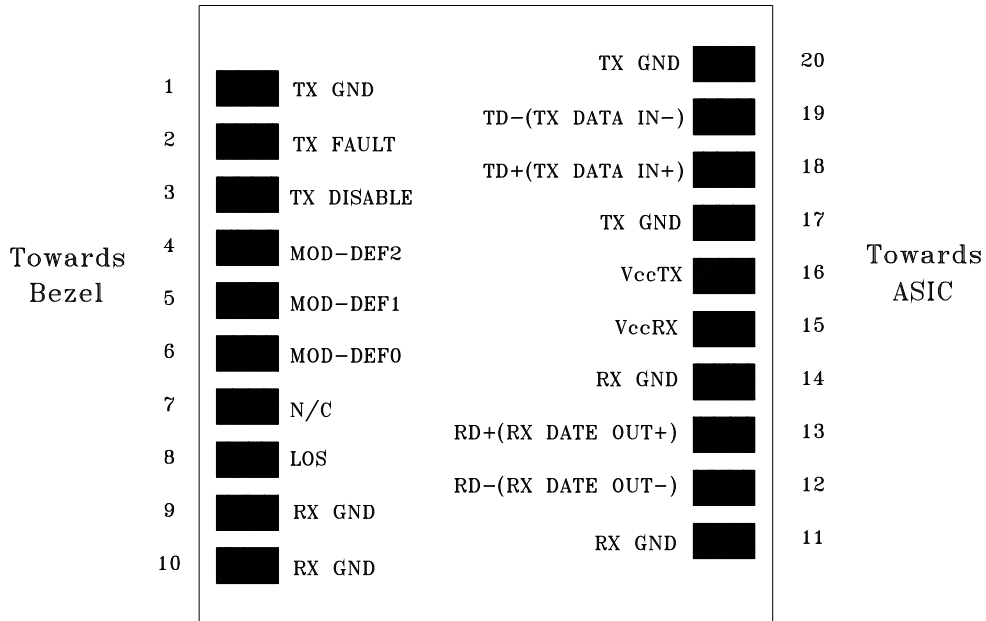 Towards
Bezel
1 TX GND
2 TX FAULT
3 TX DISABLE
4 MOD-DEF2
5 MOD-DEF1
6 MOD-DEF0
7 N/C
8 LOS
9 RX GND
10 RX GND
TX GND 20
TD-(TX DATA IN-) 19
TD+(TX DATA IN+) 18
TX GND 17
VccTX 16
VccRX 15
RX GND 14
RD+(RX DATE OUT+) 13
RD-(RX DATE OUT-) 12
RX GND 11
Towards
ASIC